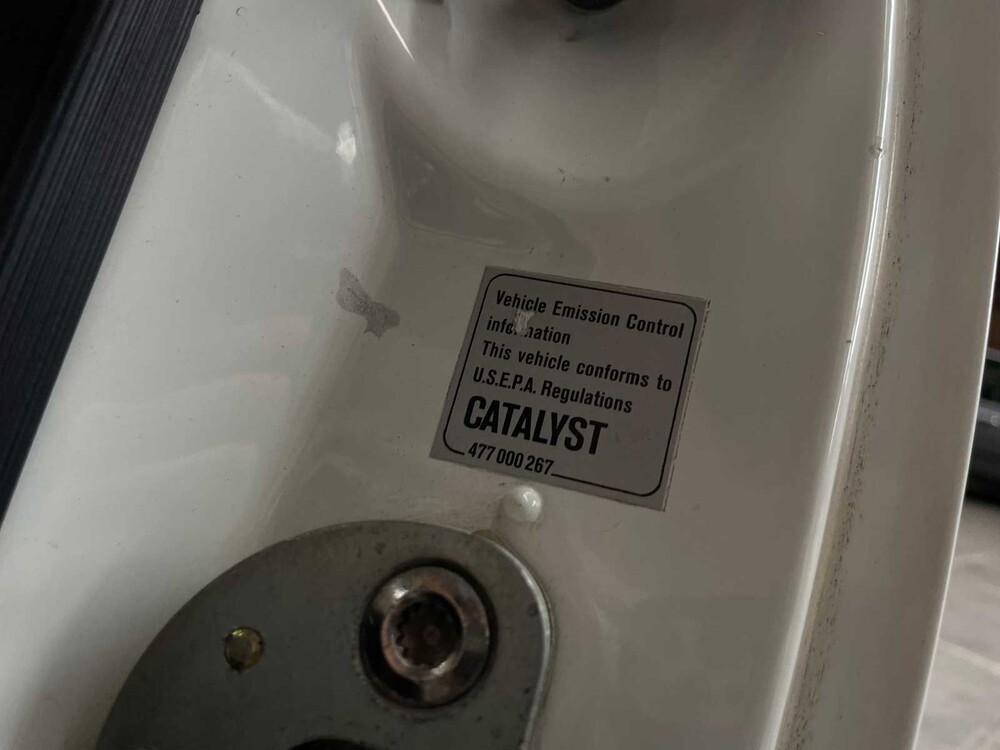 Vehicle Emission Control
information
This vehicle conforms to
U.S.E.P.A. Regulations
CATALYST
477 000 267